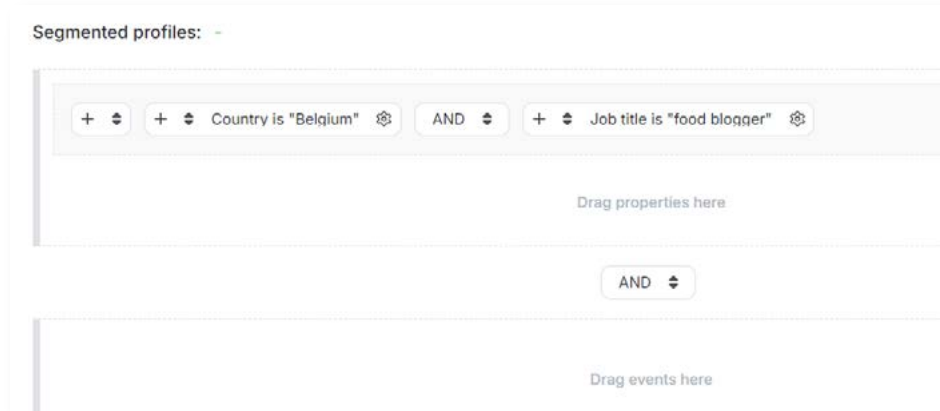 Segmented profiles: -
+ + Country is "Belgium" AND + Job title is "food blogger"
Drag properties here
AND
Drag events here